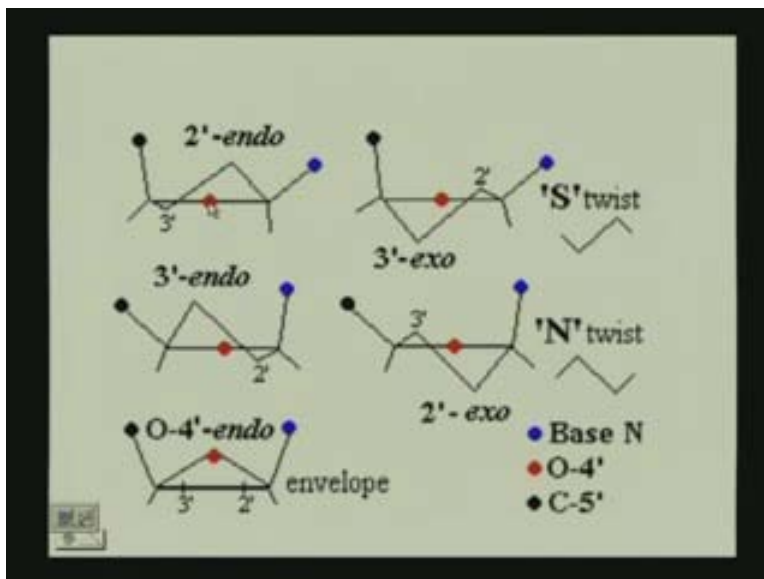 2'-endo
3'
2'
3'-exo
'S' twist
3'-endo
2'
3'
2'-exo
'N' twist
O-4'-endo
3'
2'
envelope
Base N
O-4'
C-5'